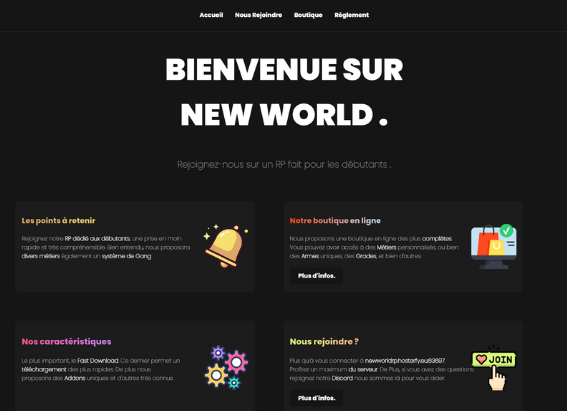 Accueil Nous Rejoindre Boutique Règlement
BIENVENUE SUR
NEW WORLD .
Rejoignez-nous sur un RP fait pour les débutants .
Les points à retenir
Rejoignez notre RP dédié aux débutants, une prise en main
rapide et très compréhensible. Bien entendu, nous proposons
divers métiers également un système de Gang.
Notre boutique en ligne
Nous proposons une boutique en ligne des plus complètes.
Vous pouvez avoir accès à des Métiers personnalisés, ou bien
des Armes uniques, des Grades, et bien d'autres.
Plus d'infos.
Nos caractéristiques
Le plus important, le Fast Download. Ce dernier permet un
téléchargement des plus rapides. De plus nous
proposons des Addons uniques et d'autres très connus.
Nous rejoindre ?
Plus qu'à vous connecter à newworldrp.hosterfy.eu:63697.
Profiter un maximum du serveur. De Plus, si vous avez des questions
rejoignez notre Discord nous sommes là pour vous aider.
JOIN
Plus d'infos.